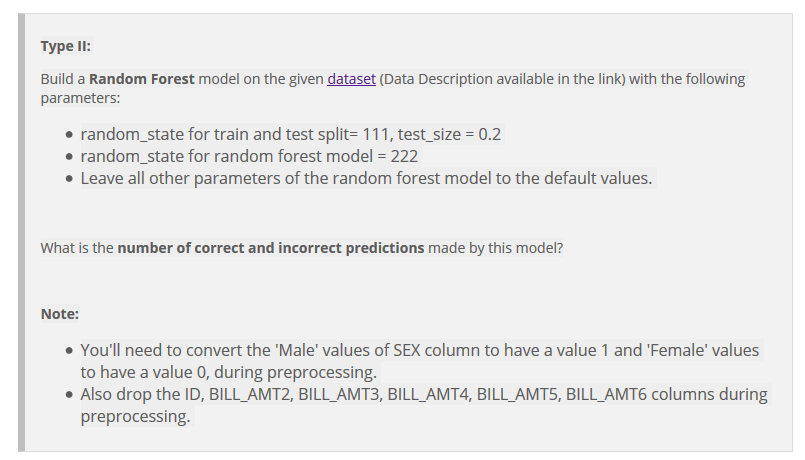 Type II:
Build a Random Forest model on the given dataset (Data Description available in the link) with the following
parameters:
• random_state for train and test split= 111, test_size = 0.2
• random_state for random forest model = 222
• Leave all other parameters of the random forest model to the default values.
What is the number of correct and incorrect predictions made by this model?
Note:
• You'll need to convert the 'Male' values of SEX column to have a value 1 and 'Female' values
to have a value 0, during preprocessing.
• Also drop the ID, BILL_AMT2, BILL_AMT3, BILL_AMT4, BILL_AMT5, BILL_AMT6 columns during
preprocessing.